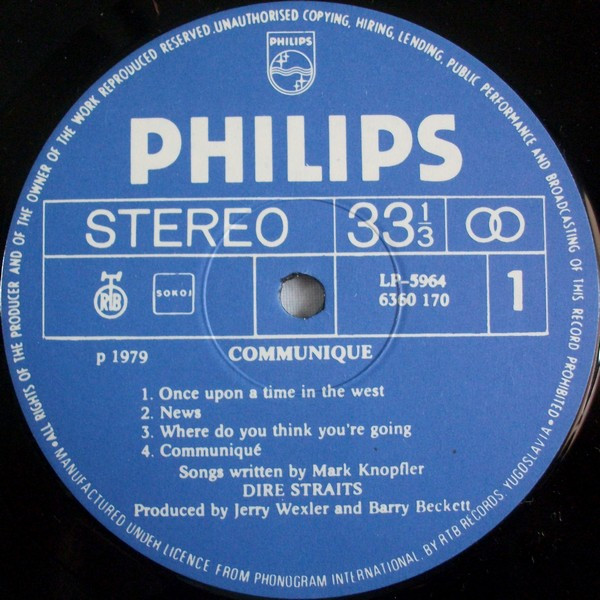 •ALL RIGHTS OF THE PRODUCER AND OF THE OWNER OF THE WORK REPRODUCED RESERVED.UNAUTHORISED COPYING, HIRING, LENDING, PUBLIC PERFORMANCE AND BROADCASTING OF THIS RECORD PROHIBITED•
PHILIPS
PHILIPS
STEREO 33⅓
RTB SOKOJ LP-5964 1
6360 170
p 1979 COMMUNIQUE
1. Once upon a time in the west
2. News
3. Where do you think you're going
4. Communiqué
Songs written by Mark Knopfler
DIRE STRAITS
Produced by Jerry Wexler and Barry Beckett
MANUFACTURED UNDER LICENCE FROM PHONOGRAM INTERNATIONAL. BY RTB RECORDS. YUGOSLAVIA•